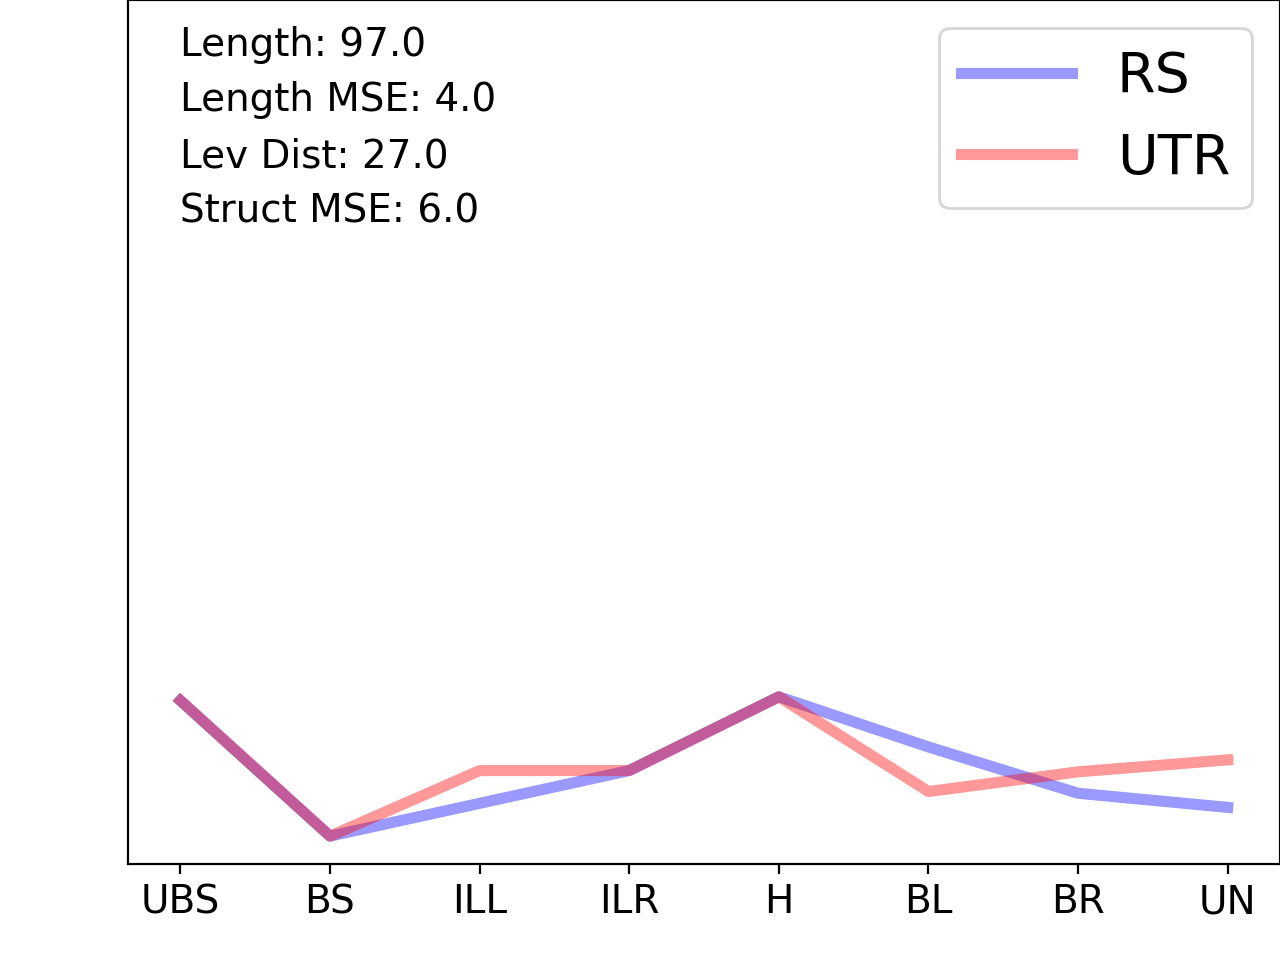 Length: 97.0
Length MSE: 4.0
Lev Dist: 27.0
Struct MSE: 6.0
RS
UTR
UBS BS ILL ILR H BL BR UN